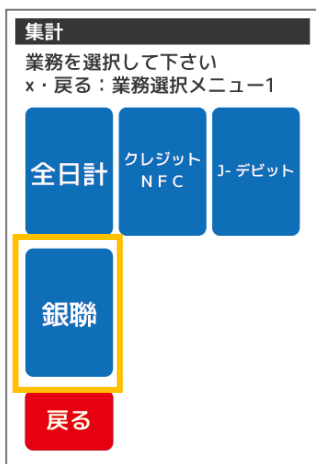 集計
業務を選択して下さい
x・戻る：業務選択メニュー1
全日計
クレジット
NFC
J-デビット
銀聯
戻る